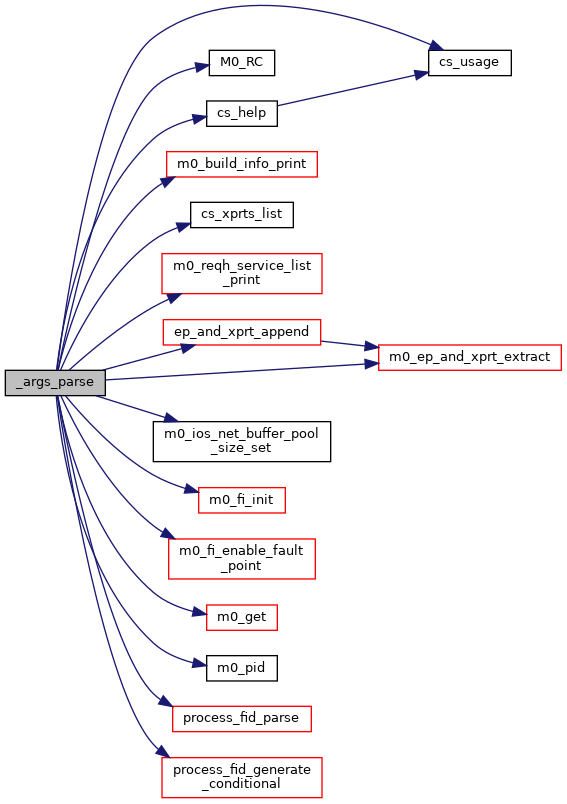 cs_usage
M0_RC
cs_help
m0_build_info_print
cs_xprts_list
m0_reqh_service_list
_print
ep_and_xprt_append
m0_ep_and_xprt_extract
_args_parse
m0_ios_net_buffer_pool
_size_set
m0_fi_init
m0_fi_enable_fault
_point
m0_get
m0_pid
process_fid_parse
process_fid_generate
_conditional